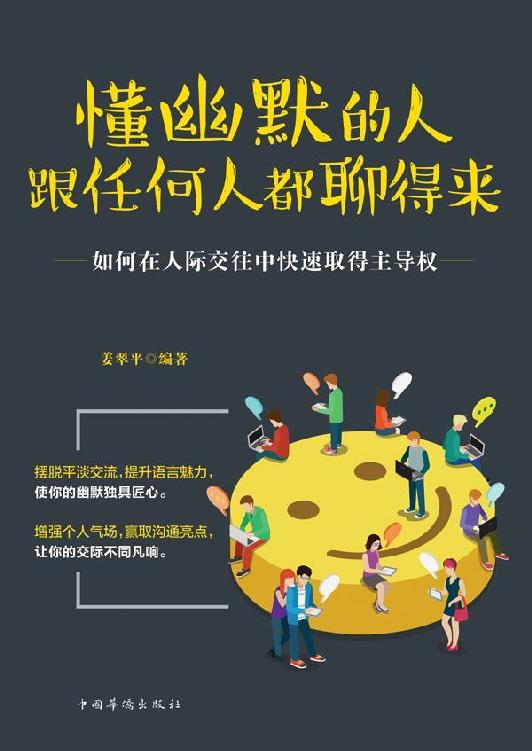 懂幽默的人
跟任何人都聊得来
如何在人际交往中快速取得主导权
姜翠平◎编著
摆脱平淡交流,提升语言魅力,
使你的幽默独具匠心。
增强个人气场,赢取沟通亮点,
让你的交际不同凡响。
中国华侨出版社